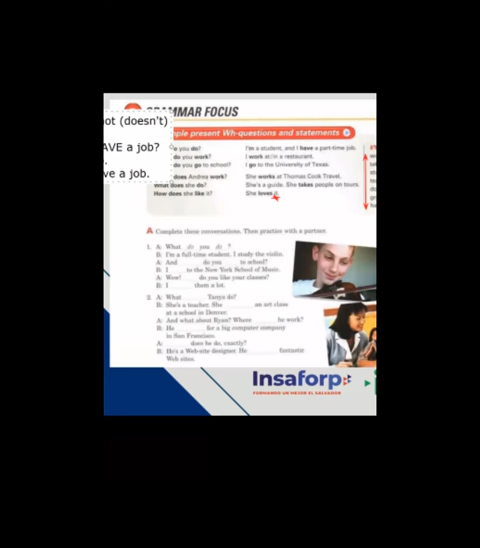 GRAMMAR FOCUS
ot (doesn't)
AVE a job?
ve a job.
ple present Wh-questions and statements
you do?
I'm a student, and I have a part-time job.
do you work?
I work at/in a restaurant.
do you go to school?
I go to the University of Texas.
does Andrea work?
She works at Thomas Cook Travel.
What does she do?
She's a guide. She takes people on tours.
How does she like it?
She loves it.
A Complete these conversations. Then practice with a partner.
1. A: What do you do ?
B: I'm a full-time student. I study the violin.
A: And do you to school?
B: I to the New York School of Music.
A: Wow! do you like your classes?
B: I them a lot.
2. A: What Tanya do?
B: She's a teacher. She an art class
at a school in Denver.
A: And what about Ryan? Where he work?
B: He for a big computer company
in San Francisco.
A: does he do, exactly?
B: He's a Web-site designer. He fantastic
Web sites.
Insaforp
FORMANDO UN MEJOR EL SALVADOR